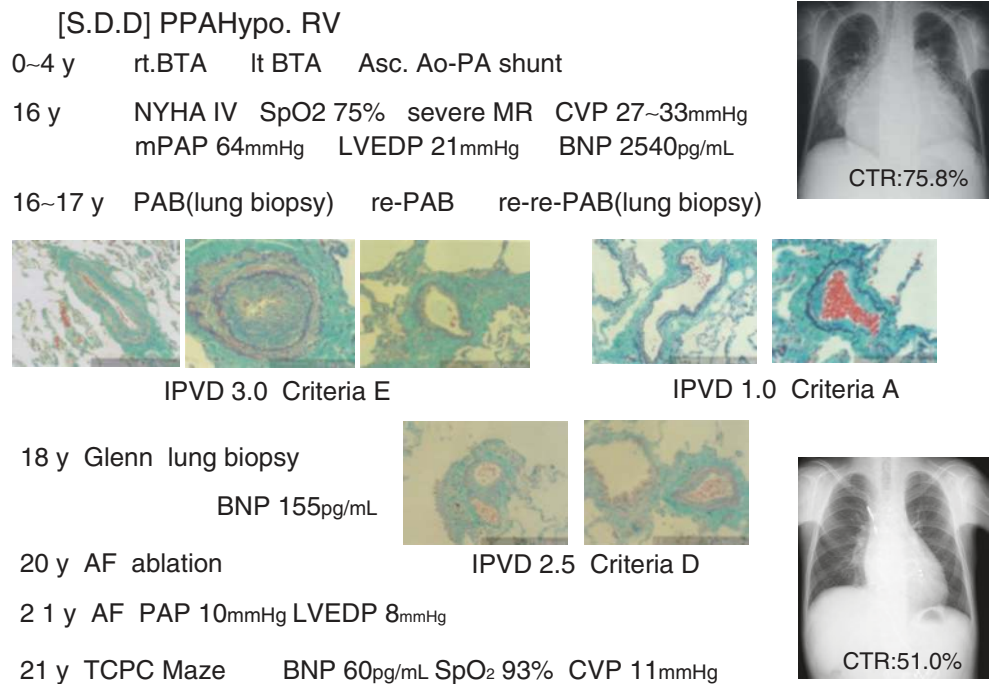 [S.D.D] PPAHypo. RV
0~4 y rt.BTA lt BTA Asc. Ao-PA shunt
16 y NYHA IV SpO2 75% severe MR CVP 27~33mmHg
mPAP 64mmHg LVEDP 21mmHg BNP 2540pg/mL
CTR:75.8%
16~17 y PAB(lung biopsy) re-PAB re-re-PAB(lung biopsy)
IPVD 3.0 Criteria E
IPVD 1.0 Criteria A
18 y Glenn lung biopsy
BNP 155pg/mL
IPVD 2.5 Criteria D
20 y AF ablation
2 1 y AF PAP 10mmHg LVEDP 8mmHg
21 y TCPC Maze BNP 60pg/mL SpO₂ 93% CVP 11mmHg
CTR:51.0%